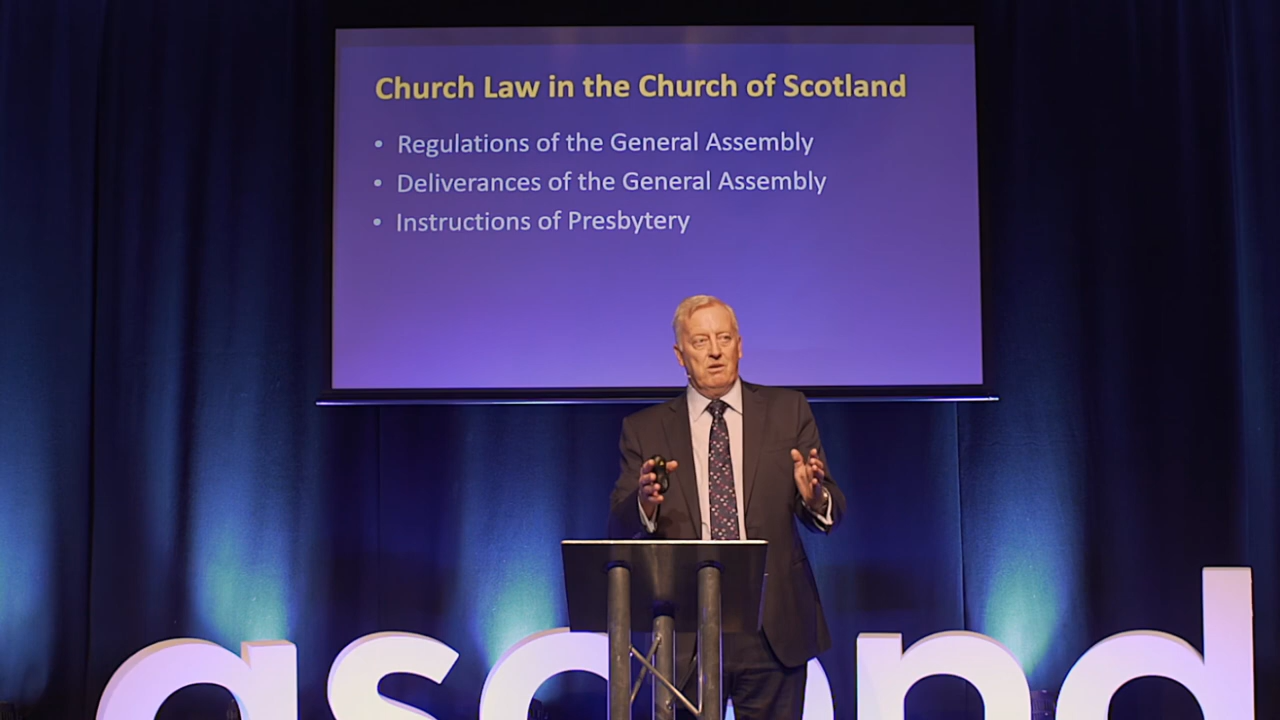 Church Law in the Church of Scotland
• Regulations of the General Assembly
• Deliverances of the General Assembly
• Instructions of Presbytery